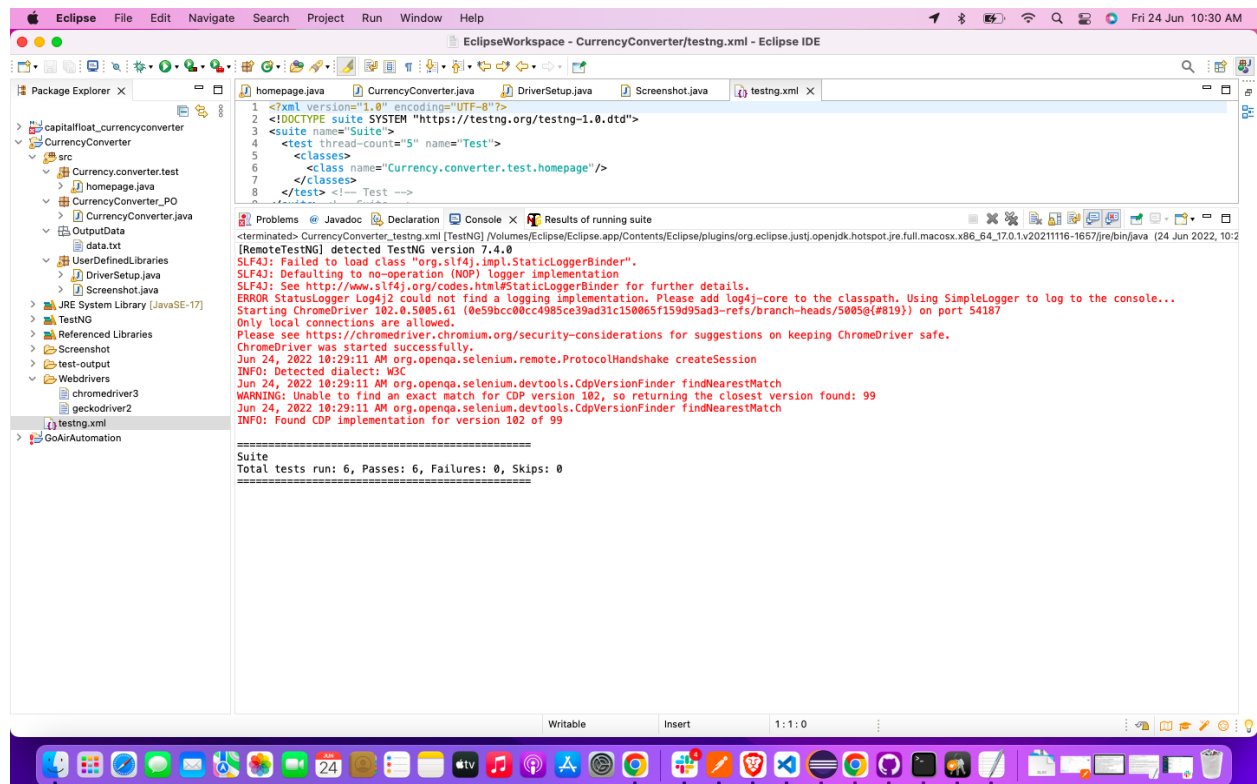 Eclipse File Edit Navigate Search Project Run Window Help Fri 24 Jun 10:30 AM
EclipseWorkspace - CurrencyConverter/testng.xml - Eclipse IDE
Package Explorer
capitalfloat_currencyconverter
CurrencyConverter
src
Currency.converter.test
homepage.java
CurrencyConverter_PO
CurrencyConverter.java
OutputData
data.txt
UserDefinedLibraries
DriverSetup.java
Screenshot.java
JRE System Library [JavaSE-17]
TestNG
Referenced Libraries
Screenshot
test-output
Webdrivers
chromedriver3
geckodriver2
testng.xml
GoAirAutomation
homepage.java CurrencyConverter.java DriverSetup.java Screenshot.java testng.xml
1 <?xml version="1.0" encoding="UTF-8"?>
2 <!DOCTYPE suite SYSTEM "https://testng.org/testng-1.0.dtd">
3 <suite name="Suite">
4 <test thread-count="5" name="Test">
5 <classes>
6 <class name="Currency.converter.test.homepage"/>
7 </classes>
8 </test> <!-- Test -->
Problems @ Javadoc Declaration Console Results of running suite
<terminated> CurrencyConverter_testng.xml [TestNG] /Volumes/Eclipse/Eclipse.app/Contents/Eclipse/plugins/org.eclipse.justj.openjdk.hotspot.jre.full.macosx.x86_64_17.0.1.v20211116-1657/jre/bin/java (24 Jun 2022, 10:2
[RemoteTestNG] detected TestNG version 7.4.0
SLF4J: Failed to load class "org.slf4j.impl.StaticLoggerBinder".
SLF4J: Defaulting to no-operation (NOP) logger implementation
SLF4J: See http://www.slf4j.org/codes.html#StaticLoggerBinder for further details.
ERROR StatusLogger Log4j2 could not find a logging implementation. Please add log4j-core to the classpath. Using SimpleLogger to log to the console...
Starting ChromeDriver 102.0.5005.61 (0e59bcc00cc4985ce39ad31c150065f159d95ad3-refs/branch-heads/5005@{#819}) on port 54187
Only local connections are allowed.
Please see https://chromedriver.chromium.org/security-considerations for suggestions on keeping ChromeDriver safe.
ChromeDriver was started successfully.
Jun 24, 2022 10:29:11 AM org.openqa.selenium.remote.ProtocolHandshake createSession
INFO: Detected dialect: W3C
Jun 24, 2022 10:29:11 AM org.openqa.selenium.devtools.CdpVersionFinder findNearestMatch
WARNING: Unable to find an exact match for CDP version 102, so returning the closest version found: 99
Jun 24, 2022 10:29:11 AM org.openqa.selenium.devtools.CdpVersionFinder findNearestMatch
INFO: Found CDP implementation for version 102 of 99
===============================================
Suite
Total tests run: 6, Passes: 6, Failures: 0, Skips: 0
===============================================
Writable Insert 1:1:0
JUN
24
tv
4